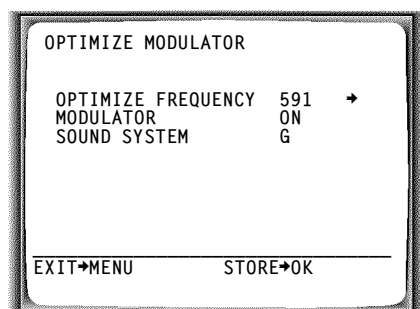 OPTIMIZE MODULATOR
OPTIMIZE FREQUENCY 591 ➔
MODULATOR ON
SOUND SYSTEM G
EXIT➔MENU STORE➔OK